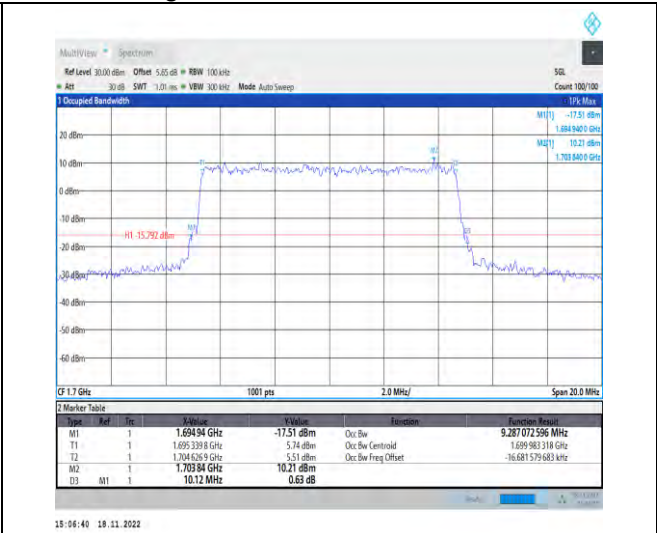 MultiView Spectrum
Ref Level 30.00 dBm Offset 5.85 dB RBW 100 kHz SGL
Att 30 dB SWT 1.01 ms VBW 300 kHz Mode Auto Sweep Count 100/100
1 Occupied Bandwidth 1Pk Max
M1[1] -17.51 dBm
1.694 940 0 GHz
M2[1] 10.21 dBm
1.703 840 0 GHz
20 dBm
10 dBm
M2
T1
0 dBm
-10 dBm
M1
H1 -15.792 dBm
-20 dBm
-30 dBm
-40 dBm
-50 dBm
-60 dBm
CF 1.7 GHz 1001 pts 2.0 MHz/ Span 20.0 MHz
2 Marker Table
Type Ref Trc X-Value Y-Value Function Function Result
M1 1 1.694 94 GHz -17.51 dBm Occ Bw 9.287 072 596 MHz
T1 1 1.695 339 8 GHz 5.74 dBm Occ Bw Centroid 1.699 983 318 GHz
T2 1 1.704 626 9 GHz 5.51 dBm Occ Bw Freq Offset -16.681 579 683 kHz
M2 1 1.703 84 GHz 10.21 dBm
D3 M1 1 10.12 MHz 0.63 dB
15:06:40 18.11.2022